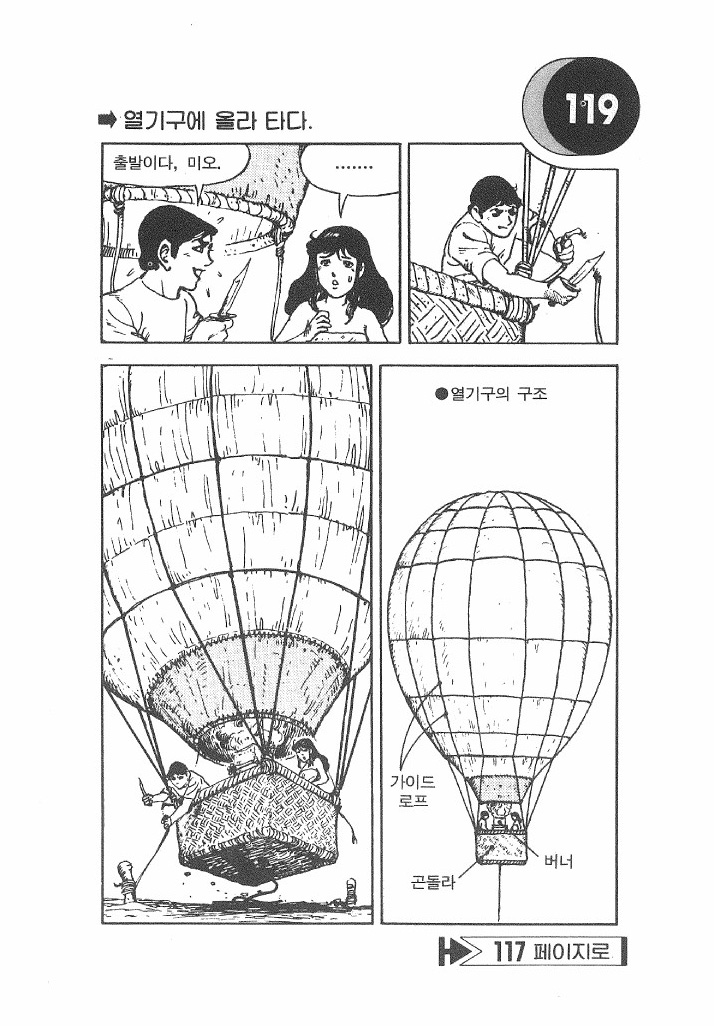 119
➡ 열기구에 올라 타다.
출발이다, 미오.
.......
●열기구의 구조
가이드
로프
버너
곤돌라
117 페이지로